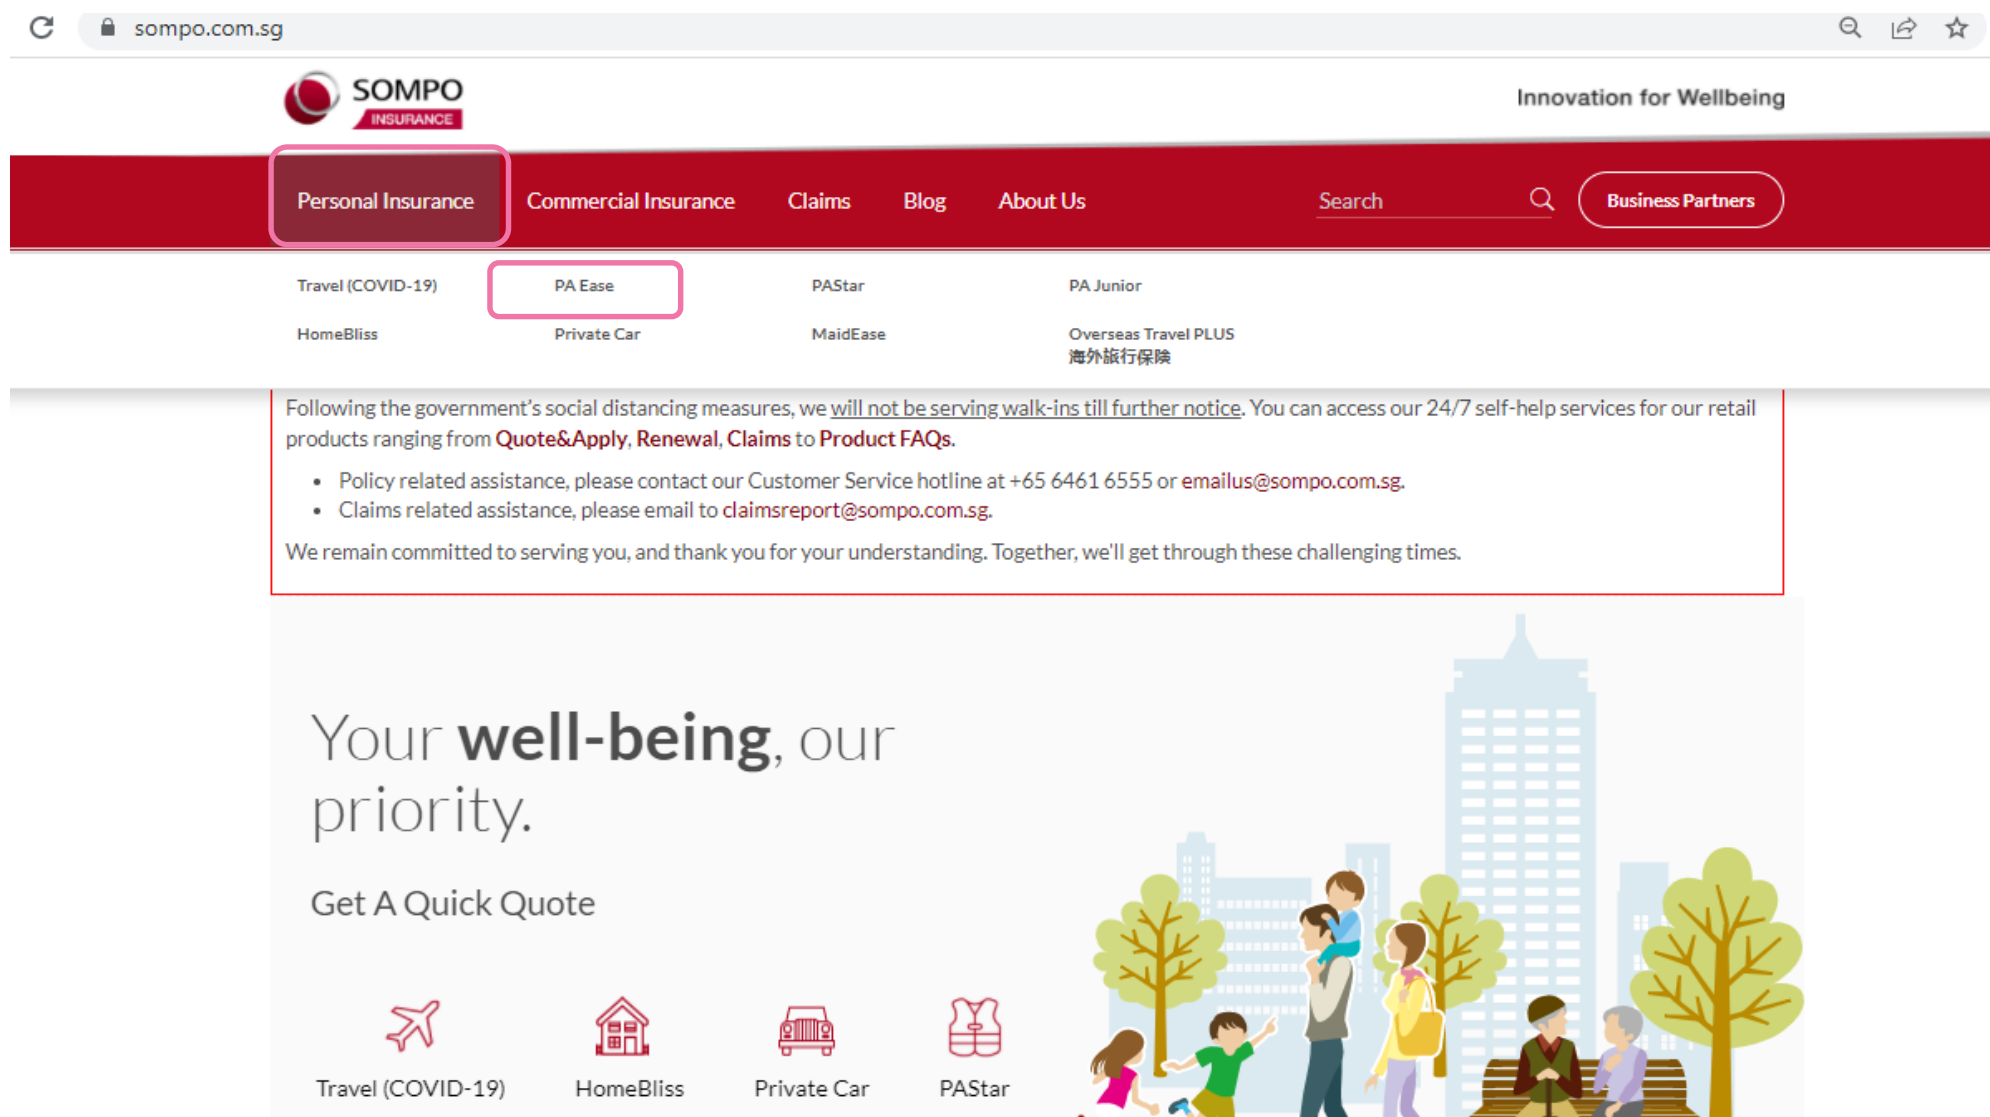 sompo.com.sg
SOMPO
INSURANCE
Innovation for Wellbeing
Personal Insurance
Commercial Insurance
Claims
Blog
About Us
Search
Business Partners
Travel (COVID-19)
PA Ease
PAStar
PA Junior
HomeBliss
Private Car
MaidEase
Overseas Travel PLUS
海外旅行保険
Following the government's social distancing measures, we will not be serving walk-ins till further notice. You can access our 24/7 self-help services for our retail
products ranging from Quote&Apply, Renewal, Claims to Product FAQs.
• Policy related assistance, please contact our Customer Service hotline at +65 6461 6555 or emailus@sompo.com.sg.
• Claims related assistance, please email to claimsreport@sompo.com.sg.
We remain committed to serving you, and thank you for your understanding. Together, we'll get through these challenging times.
Your well-being, our
priority.
Get A Quick Quote
Travel (COVID-19)
HomeBliss
Private Car
PAStar